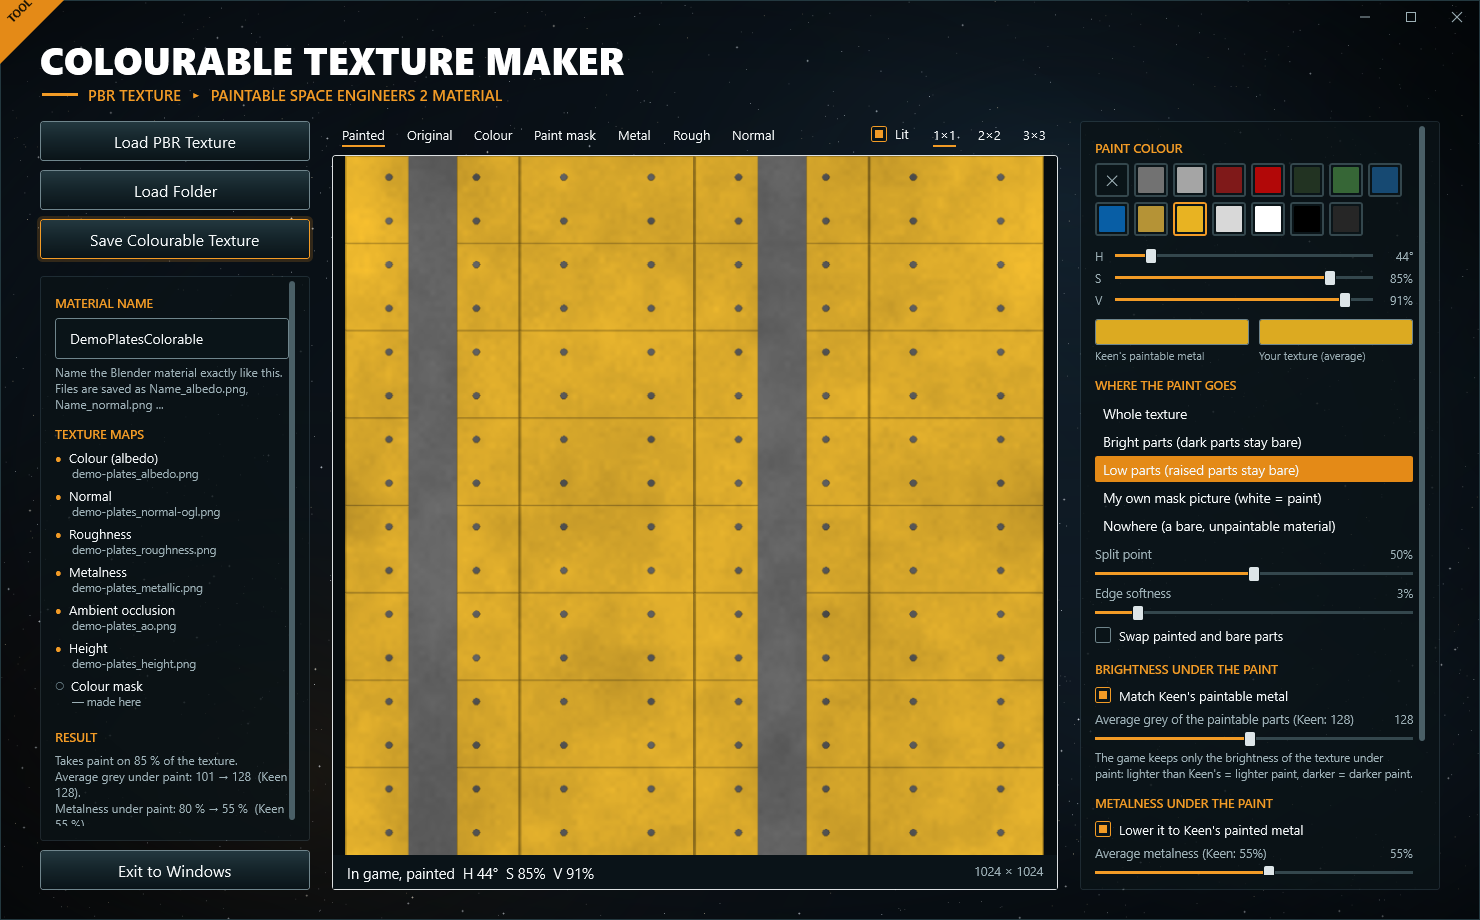 TOOL
COLOURABLE TEXTURE MAKER
PBR TEXTURE ▸ PAINTABLE SPACE ENGINEERS 2 MATERIAL
Load PBR Texture
Load Folder
Save Colourable Texture
MATERIAL NAME
DemoPlatesColorable
Name the Blender material exactly like this.
Files are saved as Name_albedo.png,
Name_normal.png ...
TEXTURE MAPS
Colour (albedo)
demo-plates_albedo.png
Normal
demo-plates_normal-ogl.png
Roughness
demo-plates_roughness.png
Metalness
demo-plates_metallic.png
Ambient occlusion
demo-plates_ao.png
Height
demo-plates_height.png
Colour mask
— made here
RESULT
Takes paint on 85 % of the texture.
Average grey under paint: 101 → 128 (Keen
128).
Metalness under paint: 80 % → 55 % (Keen
55 %)
Exit to Windows
Painted Original Colour Paint mask Metal Rough Normal Lit 1×1 2×2 3×3
In game, painted H 44° S 85% V 91% 1024 × 1024
PAINT COLOUR
H 44°
S 85%
V 91%
Keen's paintable metal Your texture (average)
WHERE THE PAINT GOES
Whole texture
Bright parts (dark parts stay bare)
Low parts (raised parts stay bare)
My own mask picture (white = paint)
Nowhere (a bare, unpaintable material)
Split point 50%
Edge softness 3%
Swap painted and bare parts
BRIGHTNESS UNDER THE PAINT
Match Keen's paintable metal
Average grey of the paintable parts (Keen: 128) 128
The game keeps only the brightness of the texture under
paint: lighter than Keen's = lighter paint, darker = darker paint.
METALNESS UNDER THE PAINT
Lower it to Keen's painted metal
Average metalness (Keen: 55%) 55%